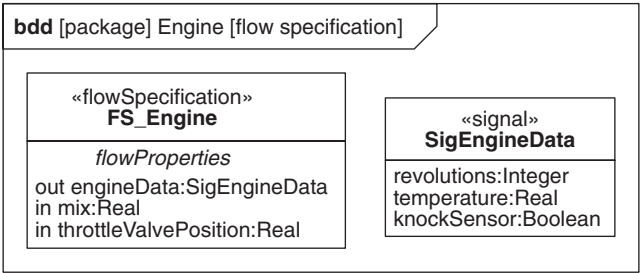 bdd [package] Engine [flow specification]
«flowSpecification»
FS_Engine
flowProperties
out engineData:SigEngineData
in mix:Real
in throttleValvePosition:Real
«signal»
SigEngineData
revolutions:Integer
temperature:Real
knockSensor:Boolean